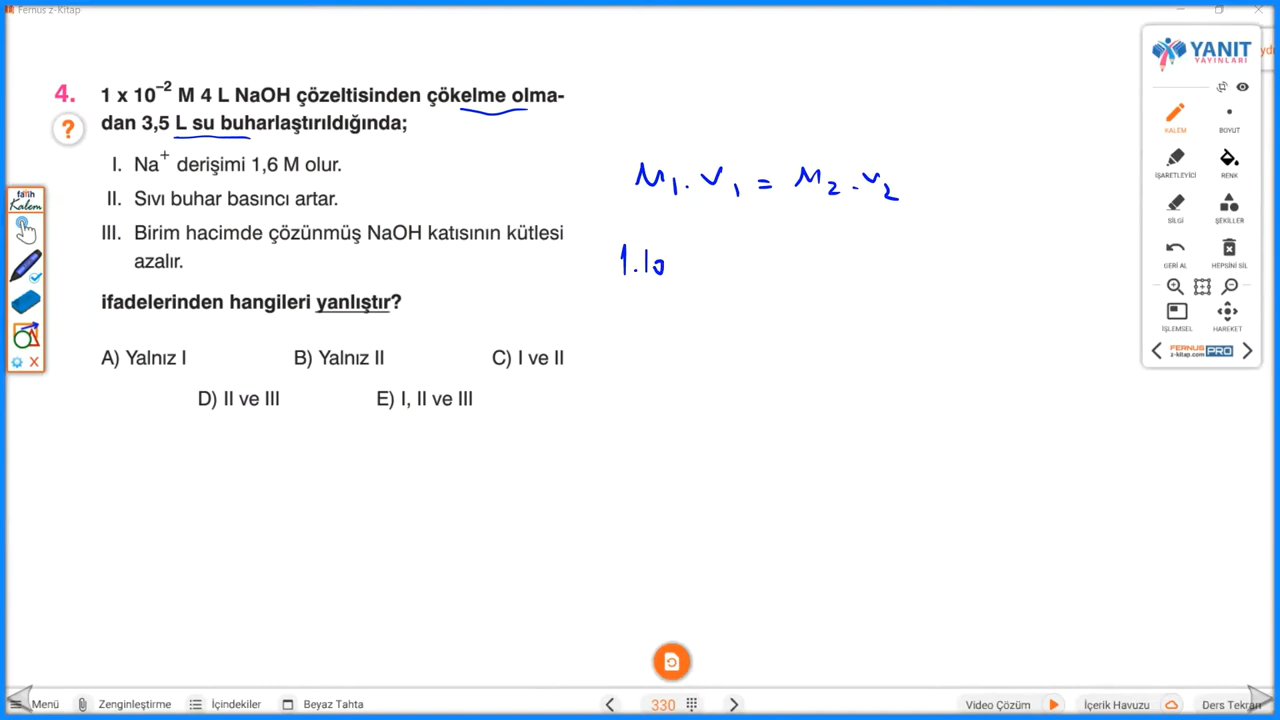 Fernus z-Kitap
YANIT
YAYINLARI
4.
1 x 10⁻² M 4 L NaOH çözeltisinden çökelme olma-
dan 3,5 L su buharlaştırıldığında;
?
I. Na⁺ derişimi 1,6 M olur.
II. Sıvı buhar basıncı artar.
III. Birim hacimde çözünmüş NaOH katısının kütlesi
azalır.
ifadelerinden hangileri yanlıştır?
A) Yalnız I B) Yalnız II C) I ve II
D) II ve III E) I, II ve III
M₁ . V₁ = M₂ . V₂
1.10
fatih
Kalem
KALEM BOYUT
İŞARETLEYİCİ RENK
SİLGİ ŞEKİLLER
GERİ AL HEPSİNİ SİL
İŞLEMSEL HAREKET
FERNUS
z-kitap.com PRO
Menü Zenginleştirme İçindekiler Beyaz Tahta 330 Video Çözüm İçerik Havuzu Ders Tekrarı